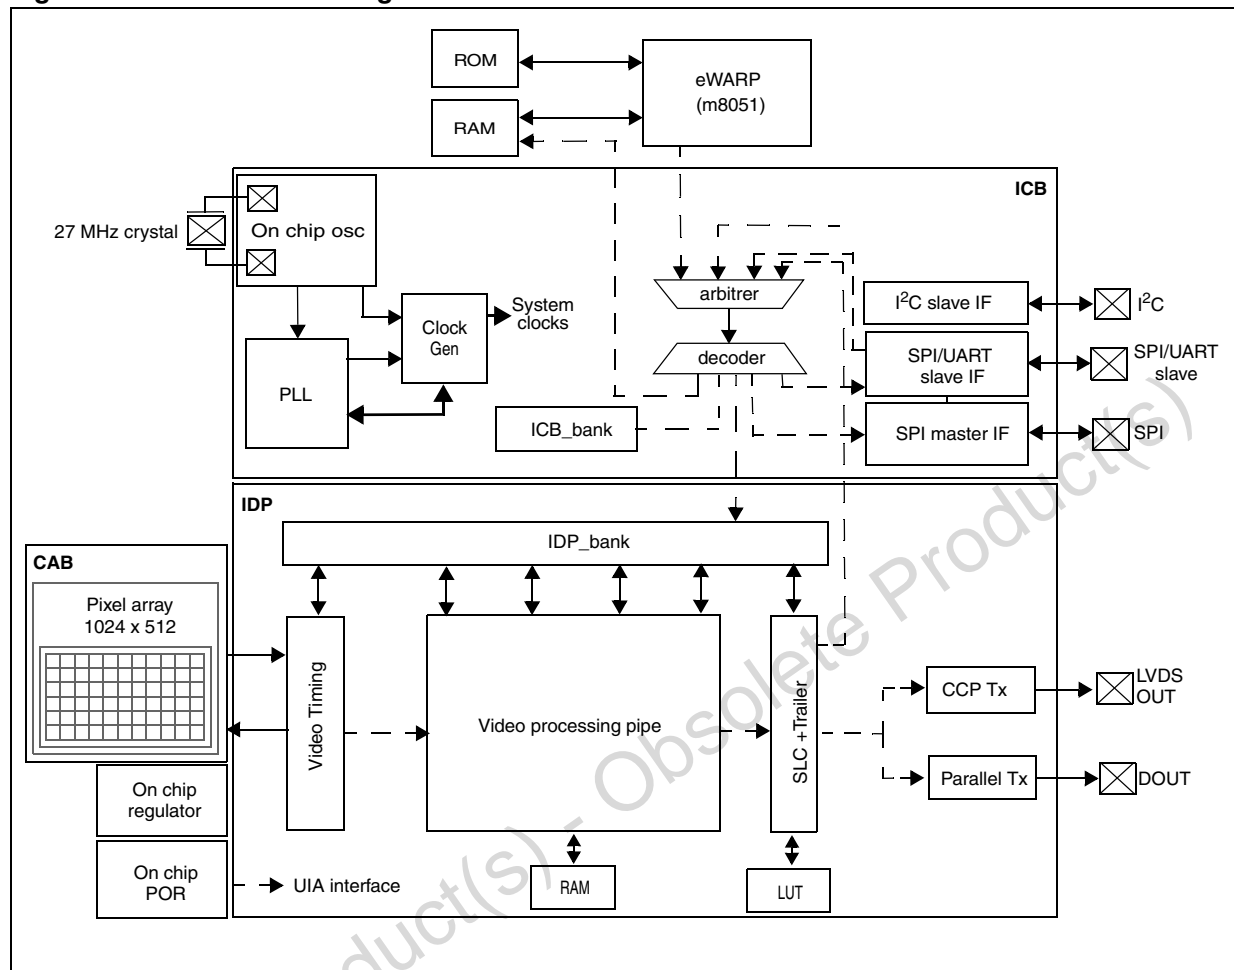 ROM
eWARP
(m8051)
RAM
ICB
27 MHz crystal
On chip osc
System
clocks
Clock
Gen
PLL
arbitrer
decoder
ICB_bank
I²C slave IF
I²C
SPI/UART
slave IF
SPI/UART
slave
SPI master IF
SPI
IDP
IDP_bank
CAB
Pixel array
1024 x 512
Video Timing
Video processing pipe
SLC +Trailer
CCP Tx
LVDS
OUT
Parallel Tx
DOUT
On chip
regulator
On chip
POR
UIA interface
RAM
LUT
duct(s) - Obsolete Product(s)